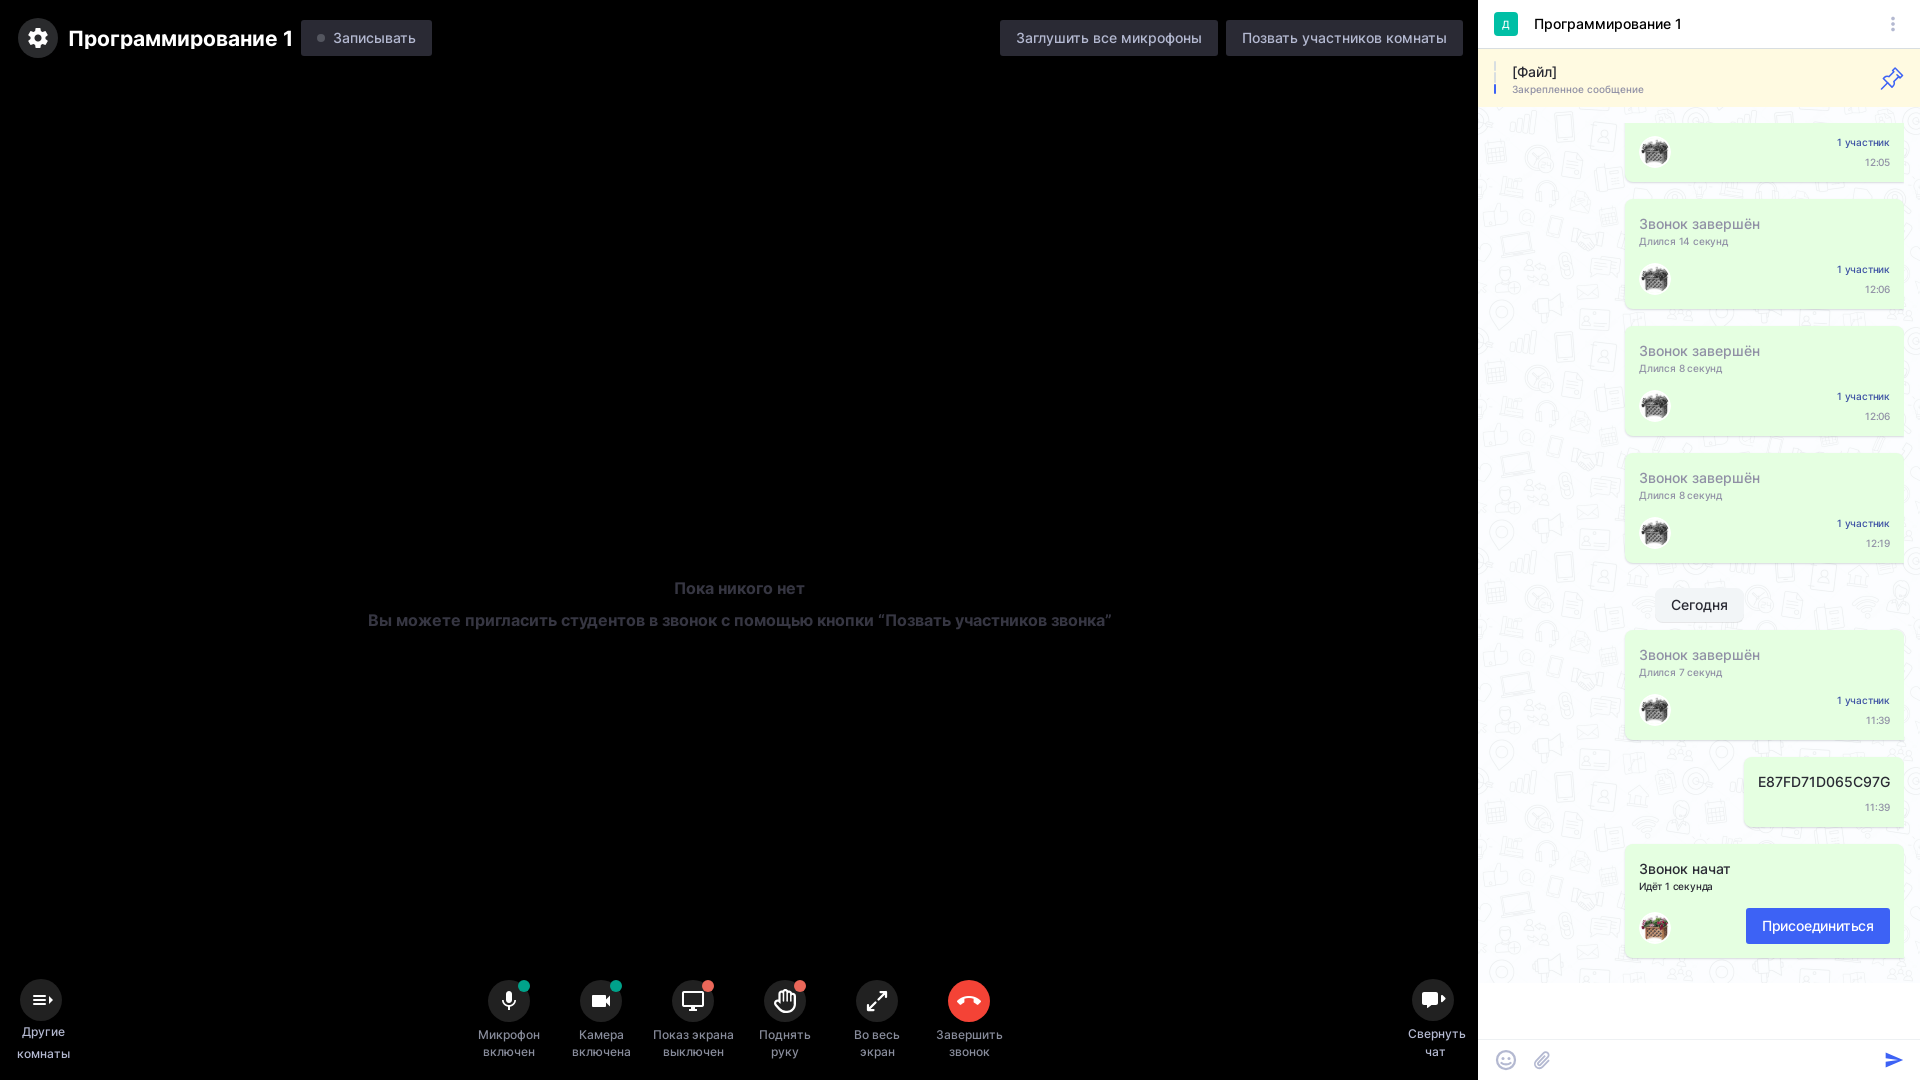 Программирование 1
Записывать
Заглушить все микрофоны
Позвать участников комнаты
Пока никого нет
Вы можете пригласить студентов в звонок с помощью кнопки “Позвать участников звонка”
Другие
комнаты
Микрофон
включен
Камера
включена
Показ экрана
выключен
Поднять
руку
Во весь
экран
Завершить
звонок
Свернуть
чат
Д
Программирование 1
[Файл]
Закрепленное сообщение
1 участник
12:05
Звонок завершён
Длился 14 секунд
1 участник
12:06
Звонок завершён
Длился 8 секунд
1 участник
12:06
Звонок завершён
Длился 8 секунд
1 участник
12:19
Сегодня
Звонок завершён
Длился 7 секунд
1 участник
11:39
E87FD71D065C97G
11:39
Звонок начат
Идёт 1 секунда
Присоединиться